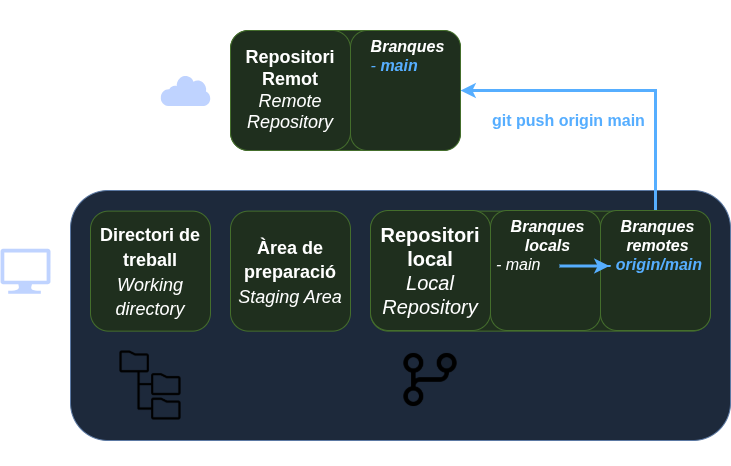 Repositori
Remot
Remote
Repository
Branques
- main
git push origin main
Directori de
treball
Working
directory
Àrea de
preparació
Staging Area
Repositori
local
Local
Repository
Branques
locals
- main
Branques
remotes
- origin/main